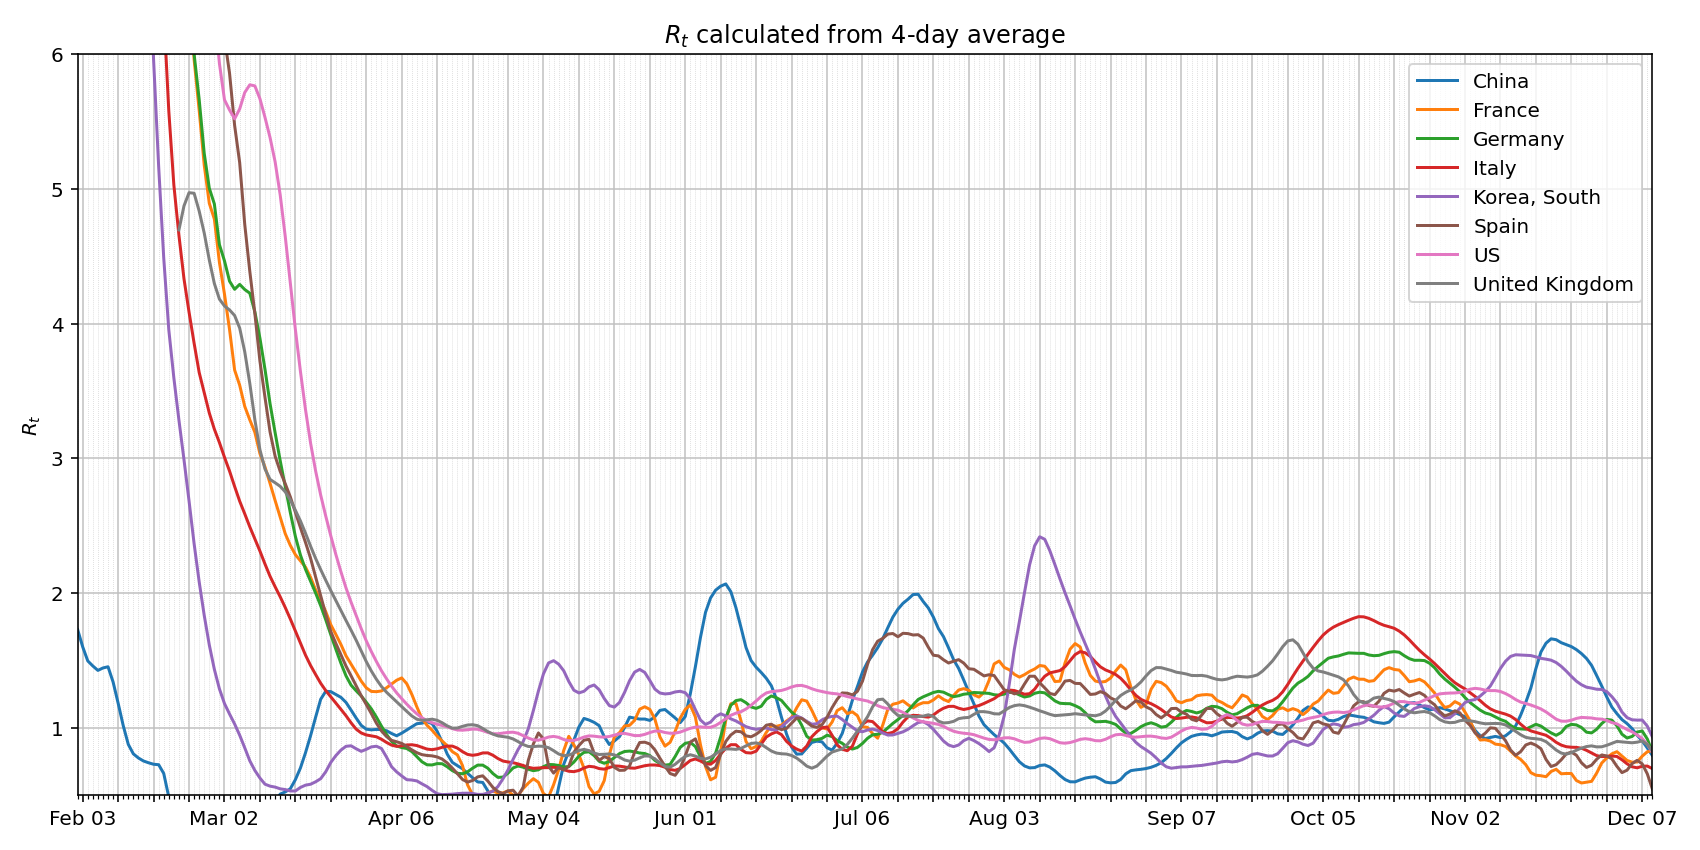 R_t calculated from 4-day average
6
5
4
3
2
1
R_t
China
France
Germany
Italy
Korea, South
Spain
US
United Kingdom
Feb 03 Mar 02 Apr 06 May 04 Jun 01 Jul 06 Aug 03 Sep 07 Oct 05 Nov 02 Dec 07